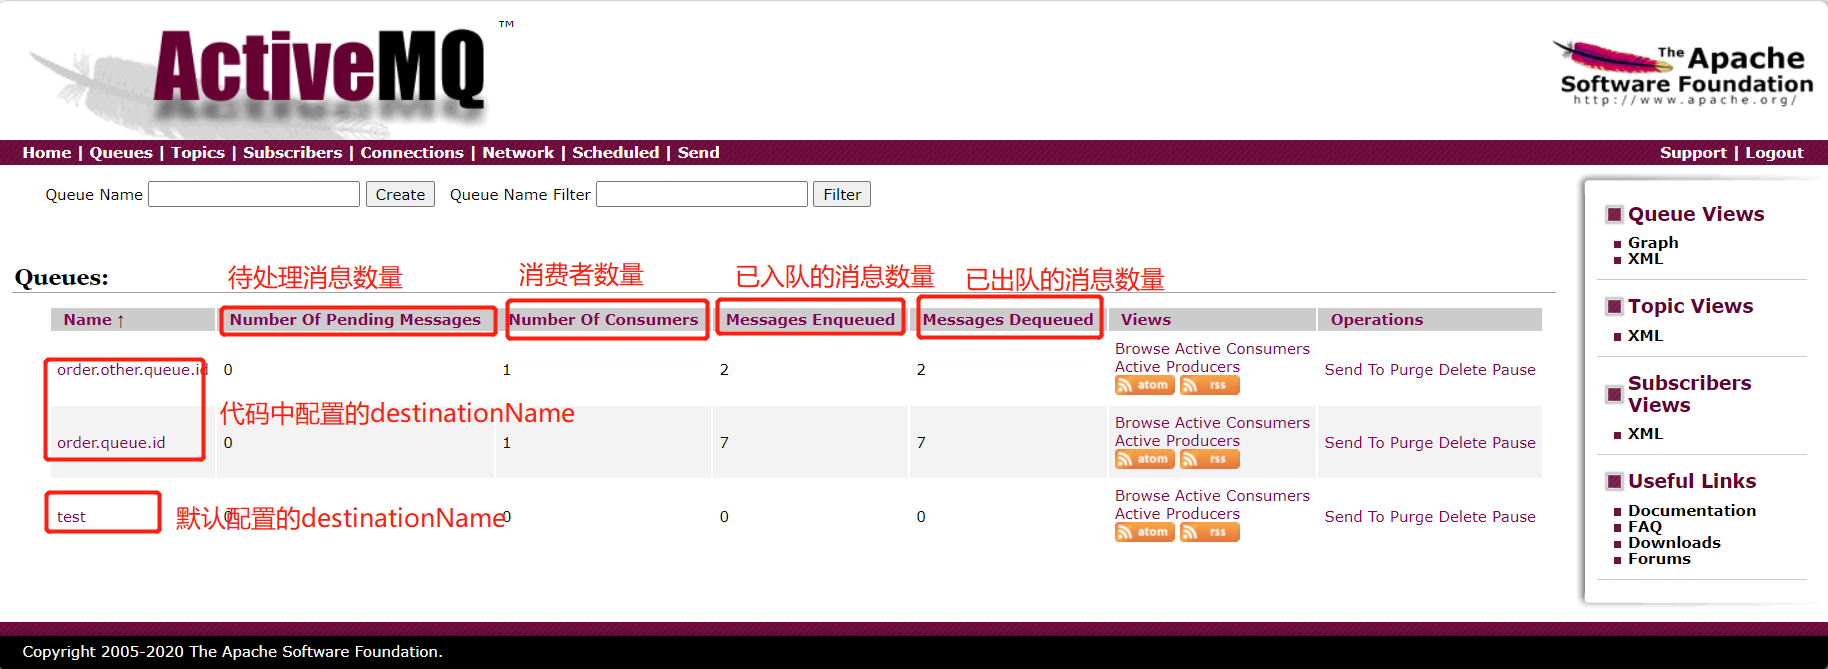 ActiveMQ ™
The Apache
Software Foundation
http://www.apache.org/
Home | Queues | Topics | Subscribers | Connections | Network | Scheduled | Send
Support | Logout
Queue Name Create Queue Name Filter Filter
Queues:
待处理消息数量 消费者数量 已入队的消息数量 已出队的消息数量
Name ↑ Number Of Pending Messages Number Of Consumers Messages Enqueued Messages Dequeued Views Operations
order.other.queue.id 0 1 2 2 Browse Active Consumers
Active Producers
atom rss
Send To Purge Delete Pause
代码中配置的destinationName
order.queue.id 0 1 7 7 Browse Active Consumers
Active Producers
atom rss
Send To Purge Delete Pause
test 0 0 0 0 Browse Active Consumers
Active Producers
atom rss
Send To Purge Delete Pause
默认配置的destinationName
Queue Views
Graph
XML
Topic Views
XML
Subscribers
Views
XML
Useful Links
Documentation
FAQ
Downloads
Forums
Copyright 2005-2020 The Apache Software Foundation.